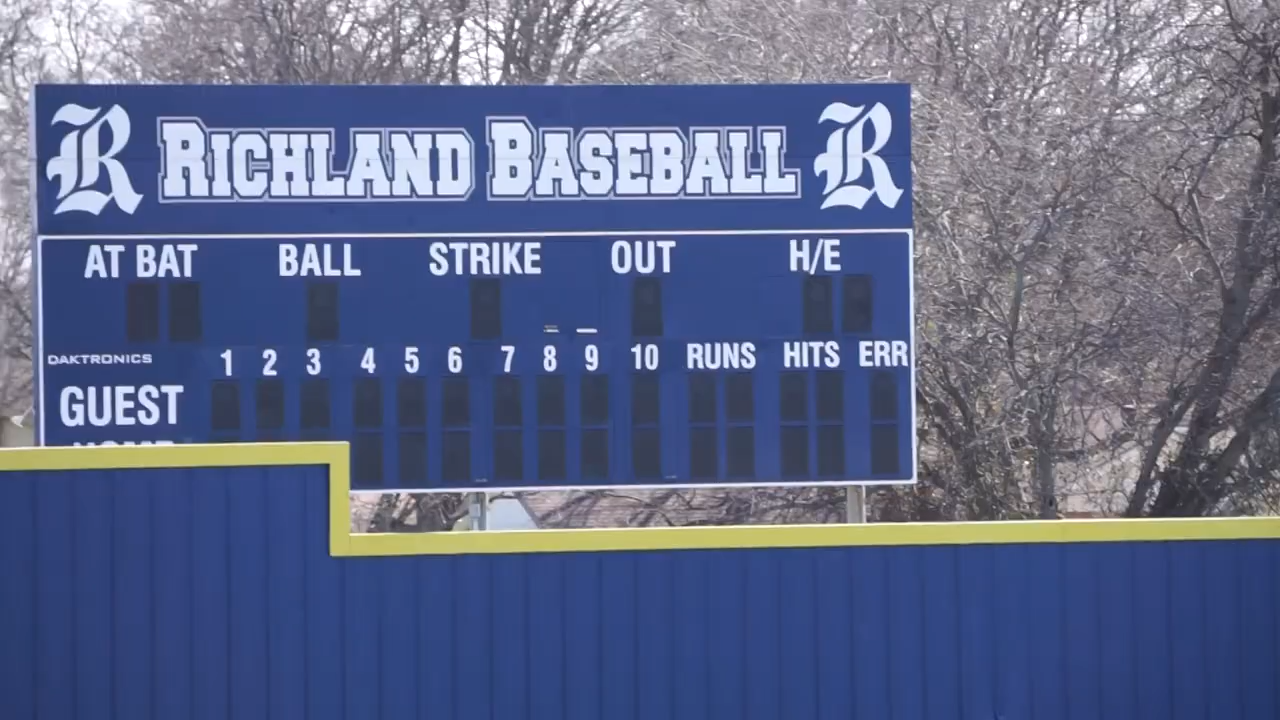 R RICHLAND BASEBALL R
AT BAT BALL STRIKE OUT H/E
DAKTRONICS 1 2 3 4 5 6 7 8 9 10 RUNS HITS ERR
GUEST